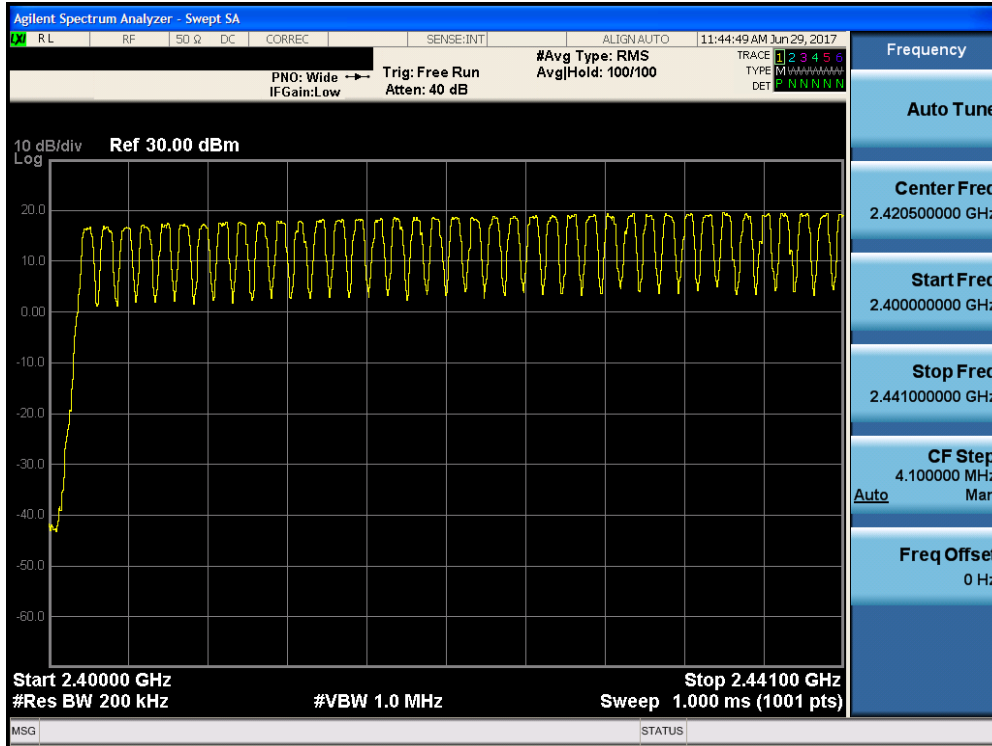 Agilent Spectrum Analyzer - Swept SA
LXI RL RF 50 Ω DC CORREC SENSE:INT ALIGN AUTO 11:44:49 AM Jun 29, 2017
Frequency
PNO: Wide
IFGain:Low
Trig: Free Run
Atten: 40 dB
#Avg Type: RMS
Avg|Hold: 100/100
TRACE 1 2 3 4 5 6
TYPE M WWWWW
DET P N N N N N
Auto Tune
10 dB/div Ref 30.00 dBm
Log
Center Freq
2.420500000 GHz
20.0
10.0
Start Freq
2.400000000 GHz
0.00
-10.0
Stop Freq
2.441000000 GHz
-20.0
-30.0
CF Step
4.100000 MHz
Auto Man
-40.0
-50.0
Freq Offset
0 Hz
-60.0
Start 2.40000 GHz Stop 2.44100 GHz
#Res BW 200 kHz #VBW 1.0 MHz Sweep 1.000 ms (1001 pts)
MSG STATUS